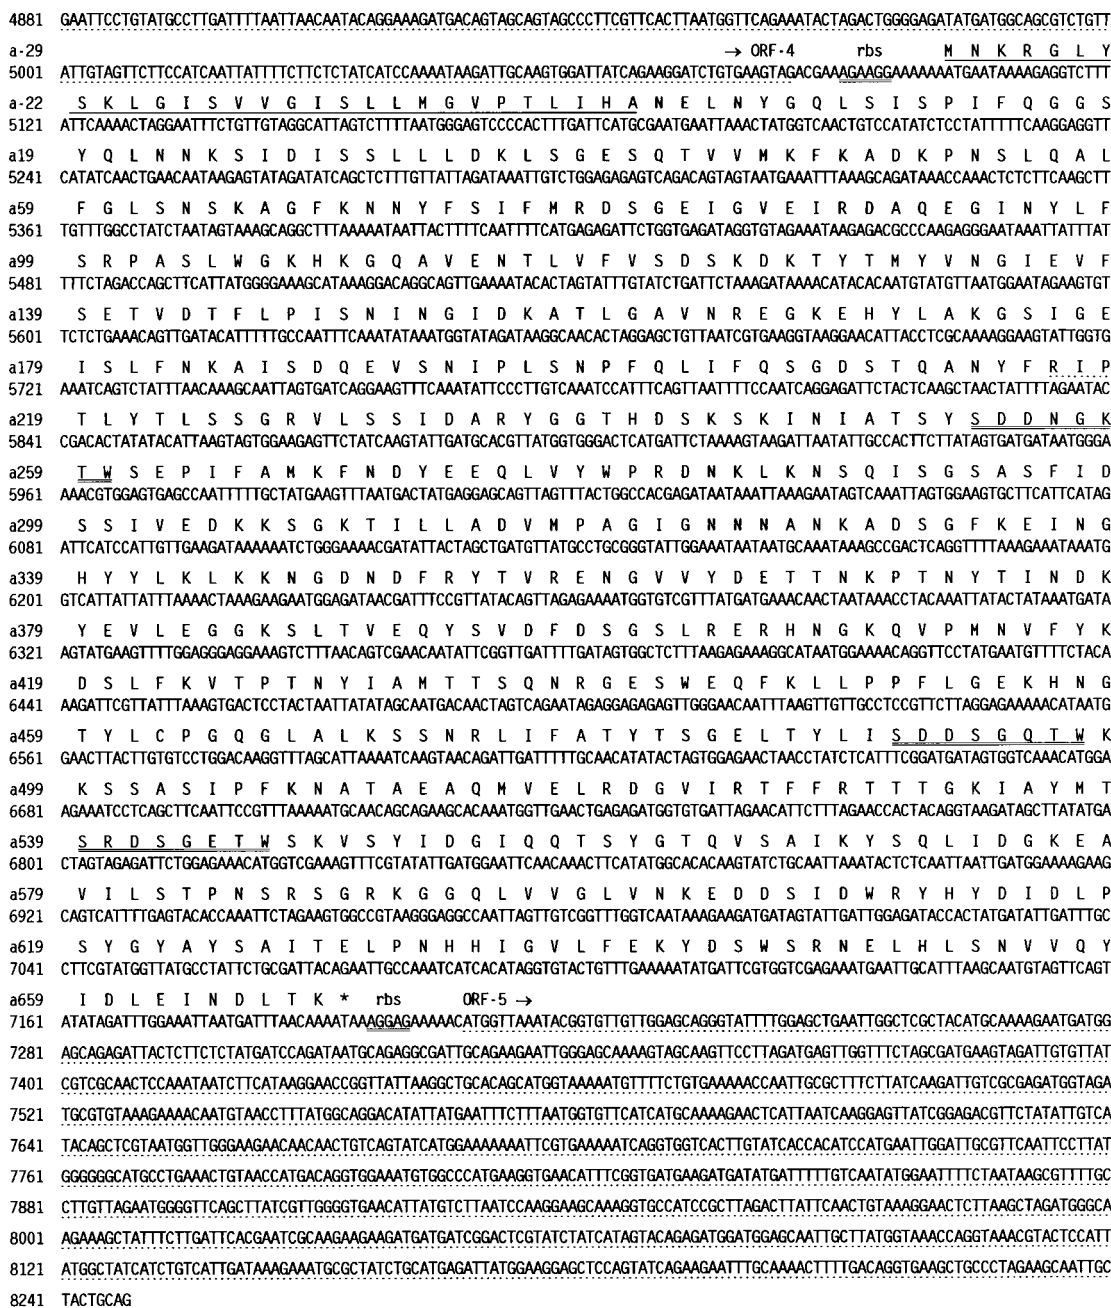 4881 GAATTCCTGTATGCCTTGATTTTAATTAACAATACAGGAAAGATGACAGTAGCAGTAGCCCTTCGTTCACTTAATGGTTCAGAAATACTAGACTGGGGAGATATGATGGCAGCGTCTGTT
a-29 → ORF-4 rbs M N K R G L Y
5001 ATTGTAGTTCTTCCATCAATTATTTTCTTCTCTATCATCCAAAATAAGATTGCAAGTGGATTATCAGAAGGATCTGTGAAGTAGACGAAAGAAGGAAAAAAATGAATAAAAGAGGTCTTT
a-22 S K L G I S V V G I S L L M G V P T L I H A N E L N Y G Q L S I S P I F Q G G S
5121 ATTCAAAACTAGGAATTTCTGTTGTAGGCATTAGTCTTTTAATGGGAGTCCCCACTTTGATTCATGCGAATGAATTAAACTATGGTCAACTGTCCATATCTCCTATTTTTCAAGGAGGTT
a19 Y Q L N N K S I D I S S L L L D K L S G E S Q T V V M K F K A D K P N S L Q A L
5241 CATATCAACTGAACAATAAGAGTATAGATATCAGCTCTTTGTTATTAGATAAATTGTCTGGAGAGAGTCAGACAGTAGTAATGAAATTTAAAGCAGATAAACCAAACTCTCTTCAAGCTT
a59 F G L S N S K A G F K N N Y F S I F M R D S G E I G V E I R D A Q E G I N Y L F
5361 TGTTTGGCCTATCTAATAGTAAAGCAGGCTTTAAAAATAATTACTTTTCAATTTTCATGAGAGATTCTGGTGAGATAGGTGTAGAAATAAGAGACGCCCAAGAGGGAATAAATTATTTAT
a99 S R P A S L W G K H K G Q A V E N T L V F V S D S K D K T Y T M Y V N G I E V F
5481 TTTCTAGACCAGCTTCATTATGGGGAAAGCATAAAGGACAGGCAGTTGAAAATACACTAGTATTTGTATCTGATTCTAAAGATAAAACATACACAATGTATGTTAATGGAATAGAAGTGT
a139 S E T V D T F L P I S N I N G I D K A T L G A V N R E G K E H Y L A K G S I G E
5601 TCTCTGAAACAGTTGATACATTTTTGCCAATTTCAAATATAAATGGTATAGATAAGGCAACACTAGGAGCTGTTAATCGTGAAGGTAAGGAACATTACCTCGCAAAAGGAAGTATTGGTG
a179 I S L F N K A I S D Q E V S N I P L S N P F Q L I F Q S G D S T Q A N Y F R I P
5721 AAATCAGTCTATTTAACAAAGCAATTAGTGATCAGGAAGTTTCAAATATTCCCTTGTCAAATCCATTTCAGTTAATTTTCCAATCAGGAGATTCTACTCAAGCTAACTATTTTAGAATAC
a219 T L Y T L S S G R V L S S I D A R Y G G T H D S K S K I N I A T S Y S D D N G K
5841 CGACACTATATACATTAAGTAGTGGAAGAGTTCTATCAAGTATTGATGCACGTTATGGTGGGACTCATGATTCTAAAAGTAAGATTAATATTGCCACTTCTTATAGTGATGATAATGGGA
a259 T W S E P I F A M K F N D Y E E Q L V Y W P R D N K L K N S Q I S G S A S F I D
5961 AAACGTGGAGTGAGCCAATTTTTGCTATGAAGTTTAATGACTATGAGGAGCAGTTAGTTTACTGGCCACGAGATAATAAATTAAAGAATAGTCAAATTAGTGGAAGTGCTTCATTCATAG
a299 S S I V E D K K S G K T I L L A D V M P A G I G N N N A N K A D S G F K E I N G
6081 ATTCATCCATTGTTGAAGATAAAAAATCTGGGAAAACGATATTACTAGCTGATGTTATGCCTGCGGGTATTGGAAATAATAATGCAAATAAAGCCGACTCAGGTTTTAAAGAAATAAATG
a339 H Y Y L K L K K N G D N D F R Y T V R E N G V V Y D E T T N K P T N Y T I N D K
6201 GTCATTATTATTTAAAACTAAAGAAGAATGGAGATAACGATTTCCGTTATACAGTTAGAGAAAATGGTGTCGTTTATGATGAAACAACTAATAAACCTACAAATTATACTATAAATGATA
a379 Y E V L E G G K S L T V E Q Y S V D F D S G S L R E R H N G K Q V P M N V F Y K
6321 AGTATGAAGTTTTGGAGGGAGGAAAGTCTTTAACAGTCGAACAATATTCGGTTGATTTTGATAGTGGCTCTTTAAGAGAAAGGCATAATGGAAAACAGGTTCCTATGAATGTTTTCTACA
a419 D S L F K V T P T N Y I A M T T S Q N R G E S W E Q F K L L P P F L G E K H N G
6441 AAGATTCGTTATTTAAAGTGACTCCTACTAATTATATAGCAATGACAACTAGTCAGAATAGAGGAGAGAGTTGGGAACAATTTAAGTTGTTGCCTCCGTTCTTAGGAGAAAAACATAATG
a459 T Y L C P G Q G L A L K S S N R L I F A T Y T S G E L T Y L I S D D S G Q T W K
6561 GAACTTACTTGTGTCCTGGACAAGGTTTAGCATTAAAATCAAGTAACAGATTGATTTTTGCAACATATACTAGTGGAGAACTAACCTATCTCATTTCGGATGATAGTGGTCAAACATGGA
a499 K S S A S I P F K N A T A E A Q M V E L R D G V I R T F F R T T T G K I A Y M T
6681 AGAAATCCTCAGCTTCAATTCCGTTTAAAAATGCAACAGCAGAAGCACAAATGGTTGAACTGAGAGATGGTGTGATTAGAACATTCTTTAGAACCACTACAGGTAAGATAGCTTATATGA
a539 S R D S G E T W S K V S Y I D G I Q Q T S Y G T Q V S A I K Y S Q L I D G K E A
6801 CTAGTAGAGATTCTGGAGAAACATGGTCGAAAGTTTCGTATATTGATGGAATTCAACAAACTTCATATGGCACACAAGTATCTGCAATTAAATACTCTCAATTAATTGATGGAAAAGAAG
a579 V I L S T P N S R S G R K G G Q L V V G L V N K E D D S I D W R Y H Y D I D L P
6921 CAGTCATTTTGAGTACACCAAATTCTAGAAGTGGCCGTAAGGGAGGCCAATTAGTTGTCGGTTTGGTCAATAAAGAAGATGATAGTATTGATTGGAGATACCACTATGATATTGATTTGC
a619 S Y G Y A Y S A I T E L P N H H I G V L F E K Y D S W S R N E L H L S N V V Q Y
7041 CTTCGTATGGTTATGCCTATTCTGCGATTACAGAATTGCCAAATCATCACATAGGTGTACTGTTTGAAAAATATGATTCGTGGTCGAGAAATGAATTGCATTTAAGCAATGTAGTTCAGT
a659 I D L E I N D L T K * rbs ORF-5 →
7161 ATATAGATTTGGAAATTAATGATTTAACAAAATAAAGGAGAAAAACATGGTTAAATACGGTGTTGTTGGAGCAGGGTATTTTGGAGCTGAATTGGCTCGCTACATGCAAAAGAATGATGG
7281 AGCAGAGATTACTCTTCTCTATGATCCAGATAATGCAGAGGCGATTGCAGAAGAATTGGGAGCAAAAGTAGCAAGTTCCTTAGATGAGTTGGTTTCTAGCGATGAAGTAGATTGTGTTAT
7401 CGTCGCAACTCCAAATAATCTTCATAAGGAACCGGTTATTAAGGCTGCACAGCATGGTAAAAATGTTTTCTGTGAAAAACCAATTGCGCTTTCTTATCAAGATTGTCGCGAGATGGTAGA
7521 TGCGTGTAAAGAAAACAATGTAACCTTTATGGCAGGACATATTATGAATTTCTTTAATGGTGTTCATCATGCAAAAGAACTCATTAATCAAGGAGTTATCGGAGACGTTCTATATTGTCA
7641 TACAGCTCGTAATGGTTGGGAAGAACAACAACTGTCAGTATCATGGAAAAAAATTCGTGAAAAATCAGGTGGTCACTTGTATCACCACATCCATGAATTGGATTGCGTTCAATTCCTTAT
7761 GGGGGGCATGCCTGAAACTGTAACCATGACAGGTGGAAATGTGGCCCATGAAGGTGAACATTTCGGTGATGAAGATGATATGATTTTTGTCAATATGGAATTTTCTAATAAGCGTTTTGC
7881 CTTGTTAGAATGGGGTTCAGCTTATCGTTGGGGTGAACATTATGTCTTAATCCAAGGAAGCAAAGGTGCCATCCGCTTAGACTTATTCAACTGTAAAGGAACTCTTAAGCTAGATGGGCA
8001 AGAAAGCTATTTCTTGATTCACGAATCGCAAGAAGAAGATGATGATCGGACTCGTATCTATCATAGTACAGAGATGGATGGAGCAATTGCTTATGGTAAACCAGGTAAACGTACTCCATT
8121 ATGGCTATCATCTGTCATTGATAAAGAAATGCGCTATCTGCATGAGATTATGGAAGGAGCTCCAGTATCAGAAGAATTTGCAAAACTTTTGACAGGTGAAGCTGCCCTAGAAGCAATTGC
8241 TACTGCAG